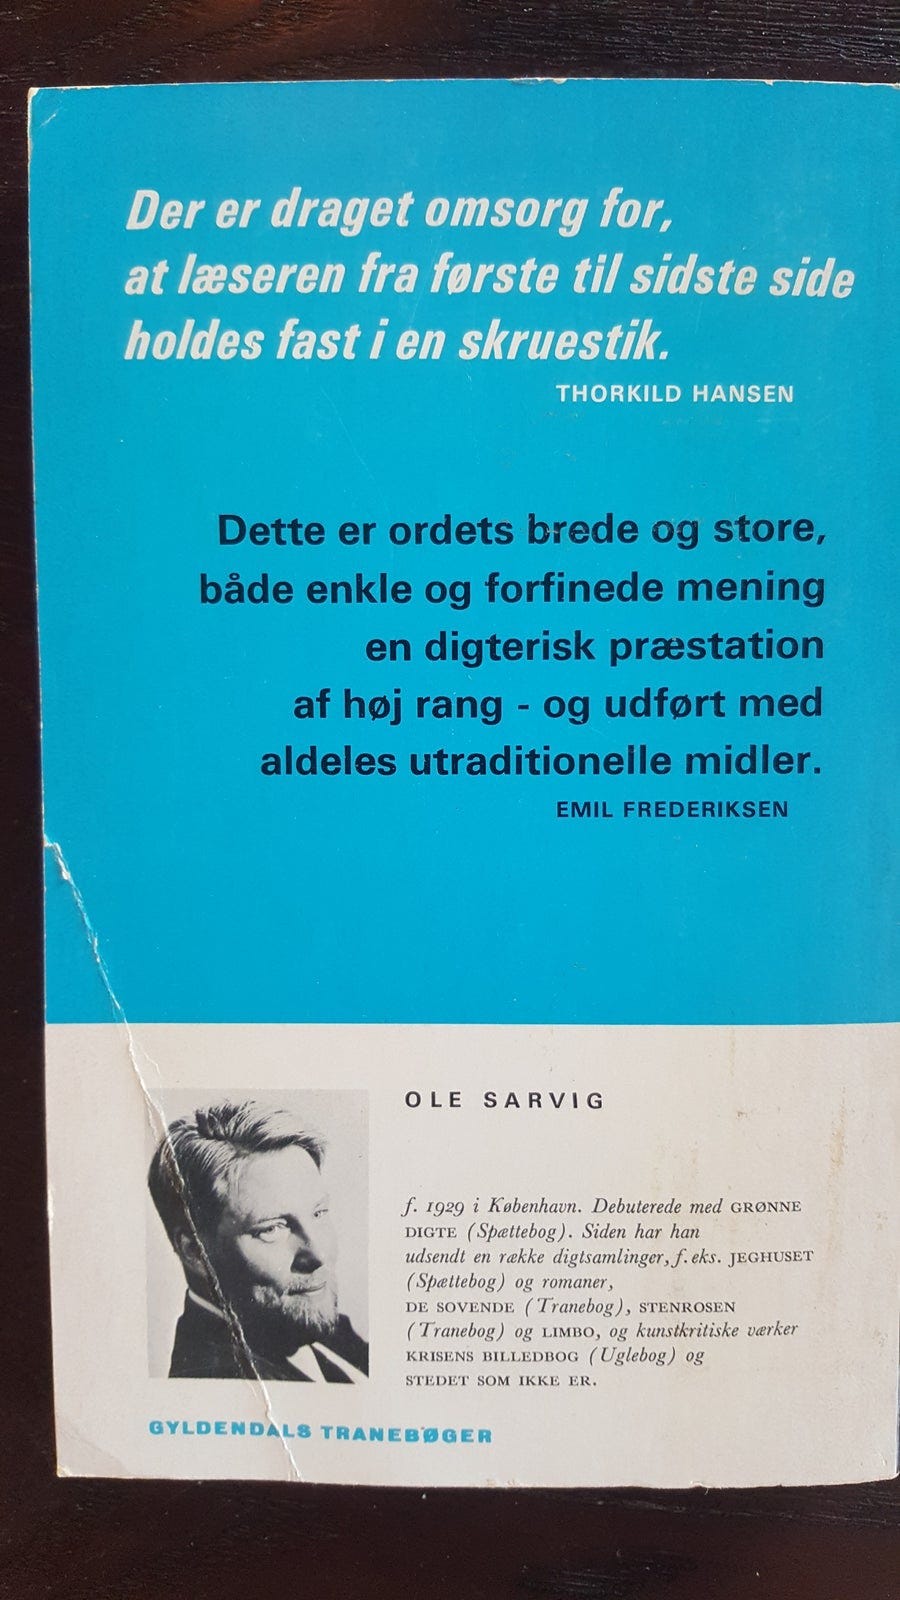 Der er draget omsorg for,
at læseren fra første til sidste side
holdes fast i en skruestik.
THORKILD HANSEN
Dette er ordets brede og store,
både enkle og forfinede mening
en digterisk præstation
af høj rang - og udført med
aldeles utraditionelle midler.
EMIL FREDERIKSEN
OLE SARVIG
f. 1929 i København. Debuterede med GRØNNE
DIGTE (Spættebog). Siden har han
udsendt en række digtsamlinger, f. eks. JEGHUSET
(Spættebog) og romaner,
DE SOVENDE (Tranebog), STENROSEN
(Tranebog) og LIMBO, og kunstkritiske værker
KRISENS BILLEDBOG (Uglebog) og
STEDET SOM IKKE ER.
GYLDENDALS TRANEBØGER